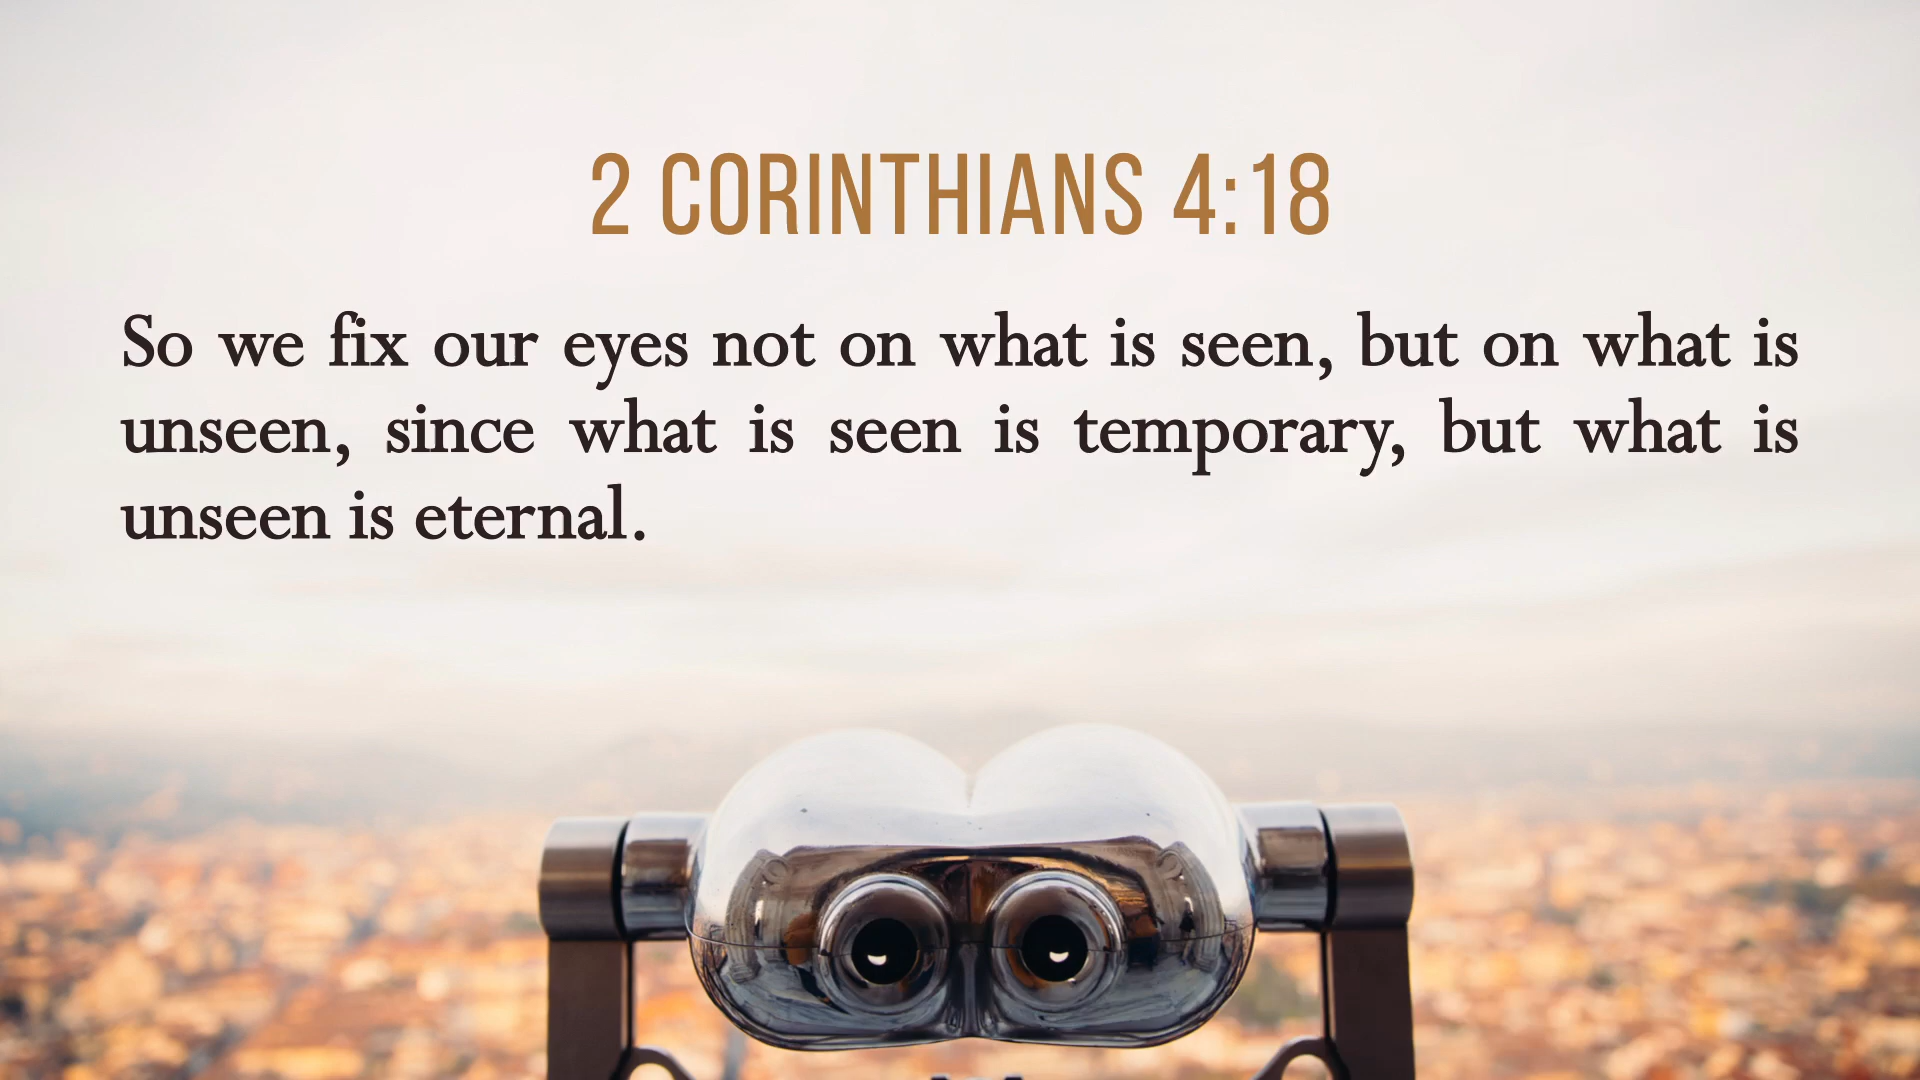 2 CORINTHIANS 4:18
So we fix our eyes not on what is seen, but on what is
unseen, since what is seen is temporary, but what is
unseen is eternal.